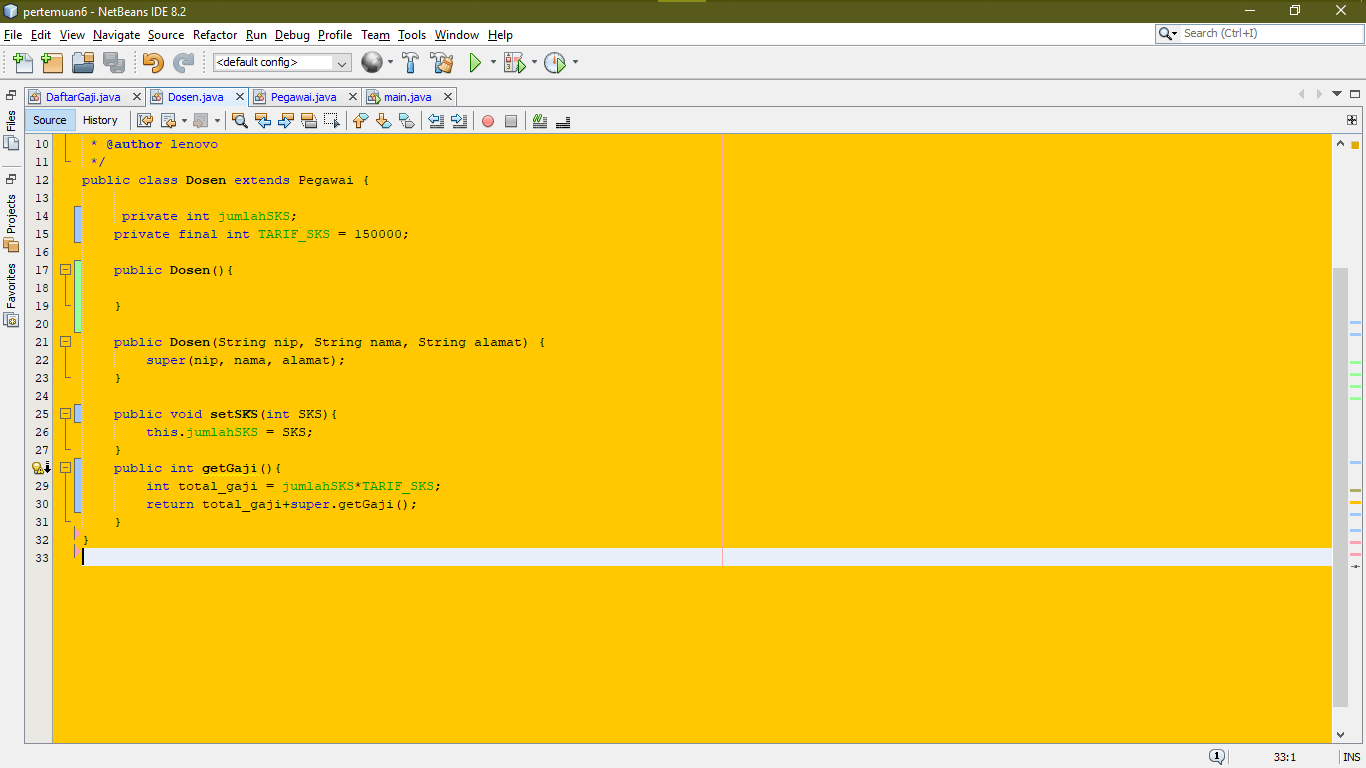 pertemuan6 - NetBeans IDE 8.2
File Edit View Navigate Source Refactor Run Debug Profile Team Tools Window Help
Search (Ctrl+I)
<default config>
DaftarGaji.java Dosen.java Pegawai.java main.java
Source History
Files
Projects
Favorites
10 * @author lenovo
11 */
12 public class Dosen extends Pegawai {
13
14 private int jumlahSKS;
15 private final int TARIF_SKS = 150000;
16
17 public Dosen(){
18
19 }
20
21 public Dosen(String nip, String nama, String alamat) {
22 super(nip, nama, alamat);
23 }
24
25 public void setSKS(int SKS){
26 this.jumlahSKS = SKS;
27 }
public int getGaji(){
29 int total_gaji = jumlahSKS*TARIF_SKS;
30 return total_gaji+super.getGaji();
31 }
32 }
33
1 33:1 INS